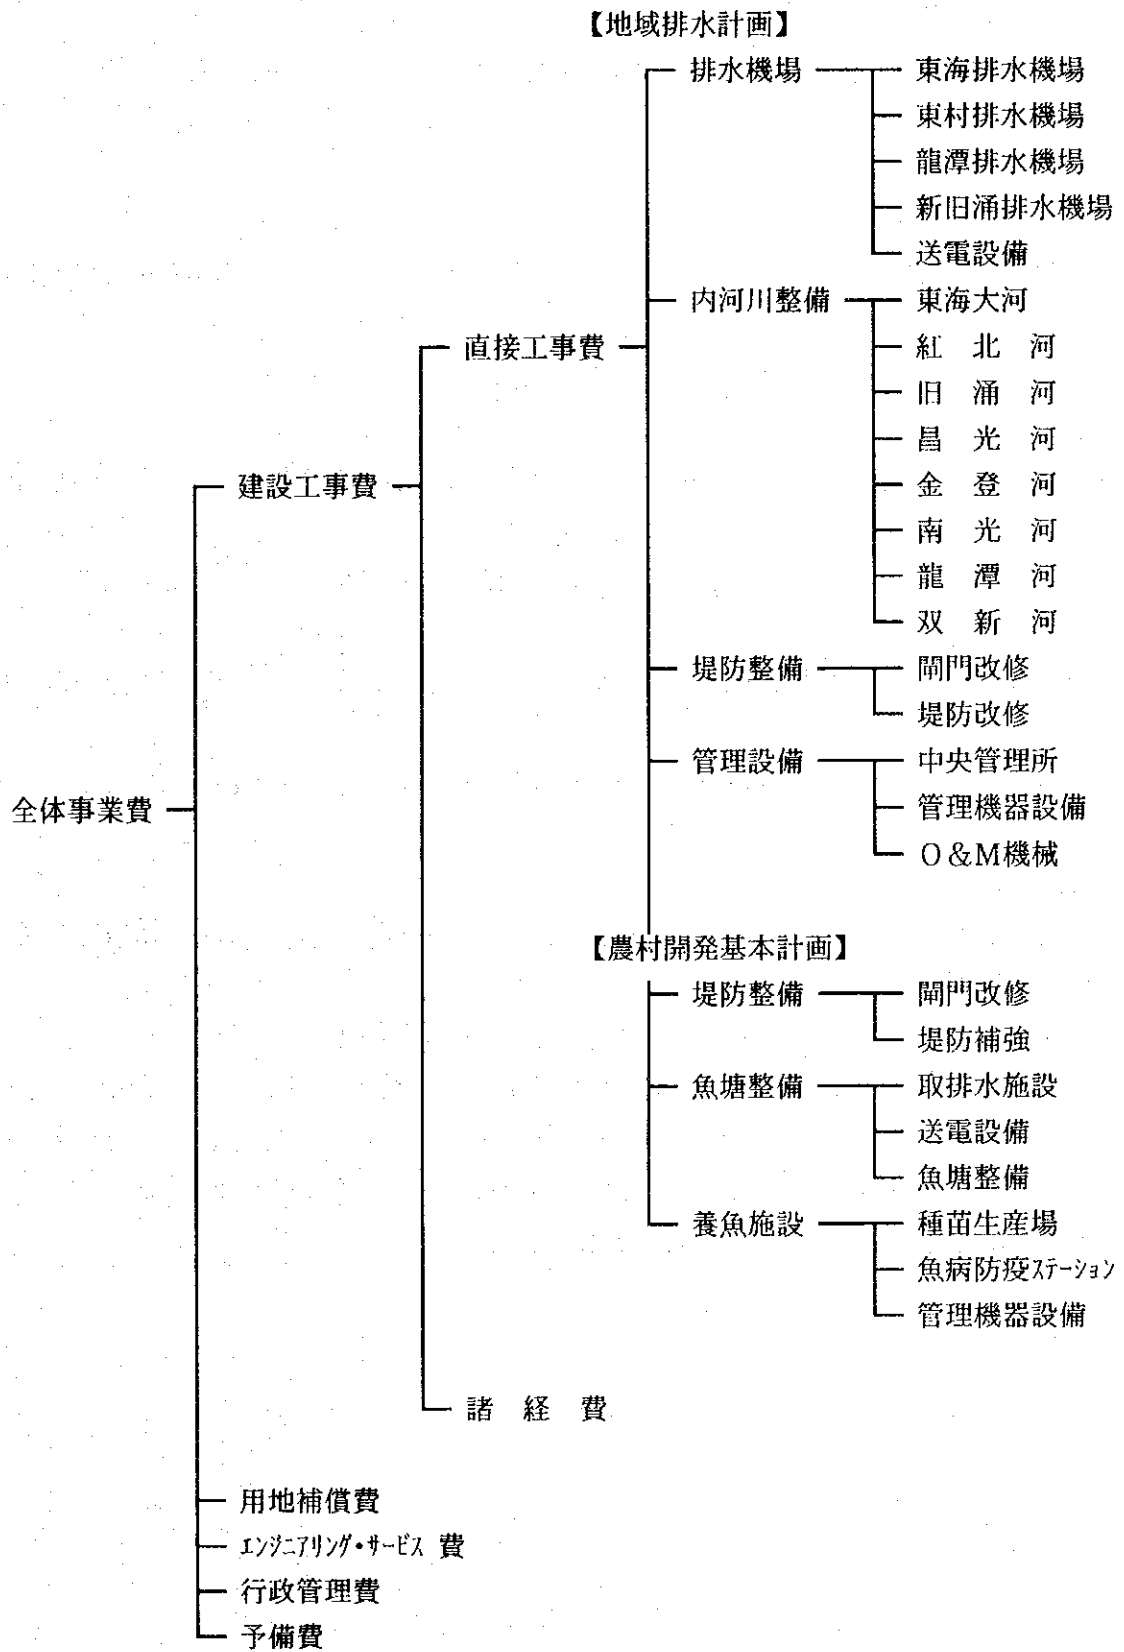 【地域排水計画】
排水機場 東海排水機場
東村排水機場
龍潭排水機場
新旧涌排水機場
送電設備
内河川整備 東海大河
直接工事費 紅 北 河
旧 涌 河
昌 光 河
建設工事費 金 登 河
南 光 河
龍 潭 河
双 新 河
堤防整備 閘門改修
堤防改修
管理設備 中央管理所
全体事業費 管理機器設備
O&M機械
【農村開発基本計画】
堤防整備 閘門改修
堤防補強
魚塘整備 取排水施設
送電設備
魚塘整備
養魚施設 種苗生産場
魚病防疫ステーション
管理機器設備
諸 経 費
用地補償費
エンジニアリング・サービス 費
行政管理費
予備費